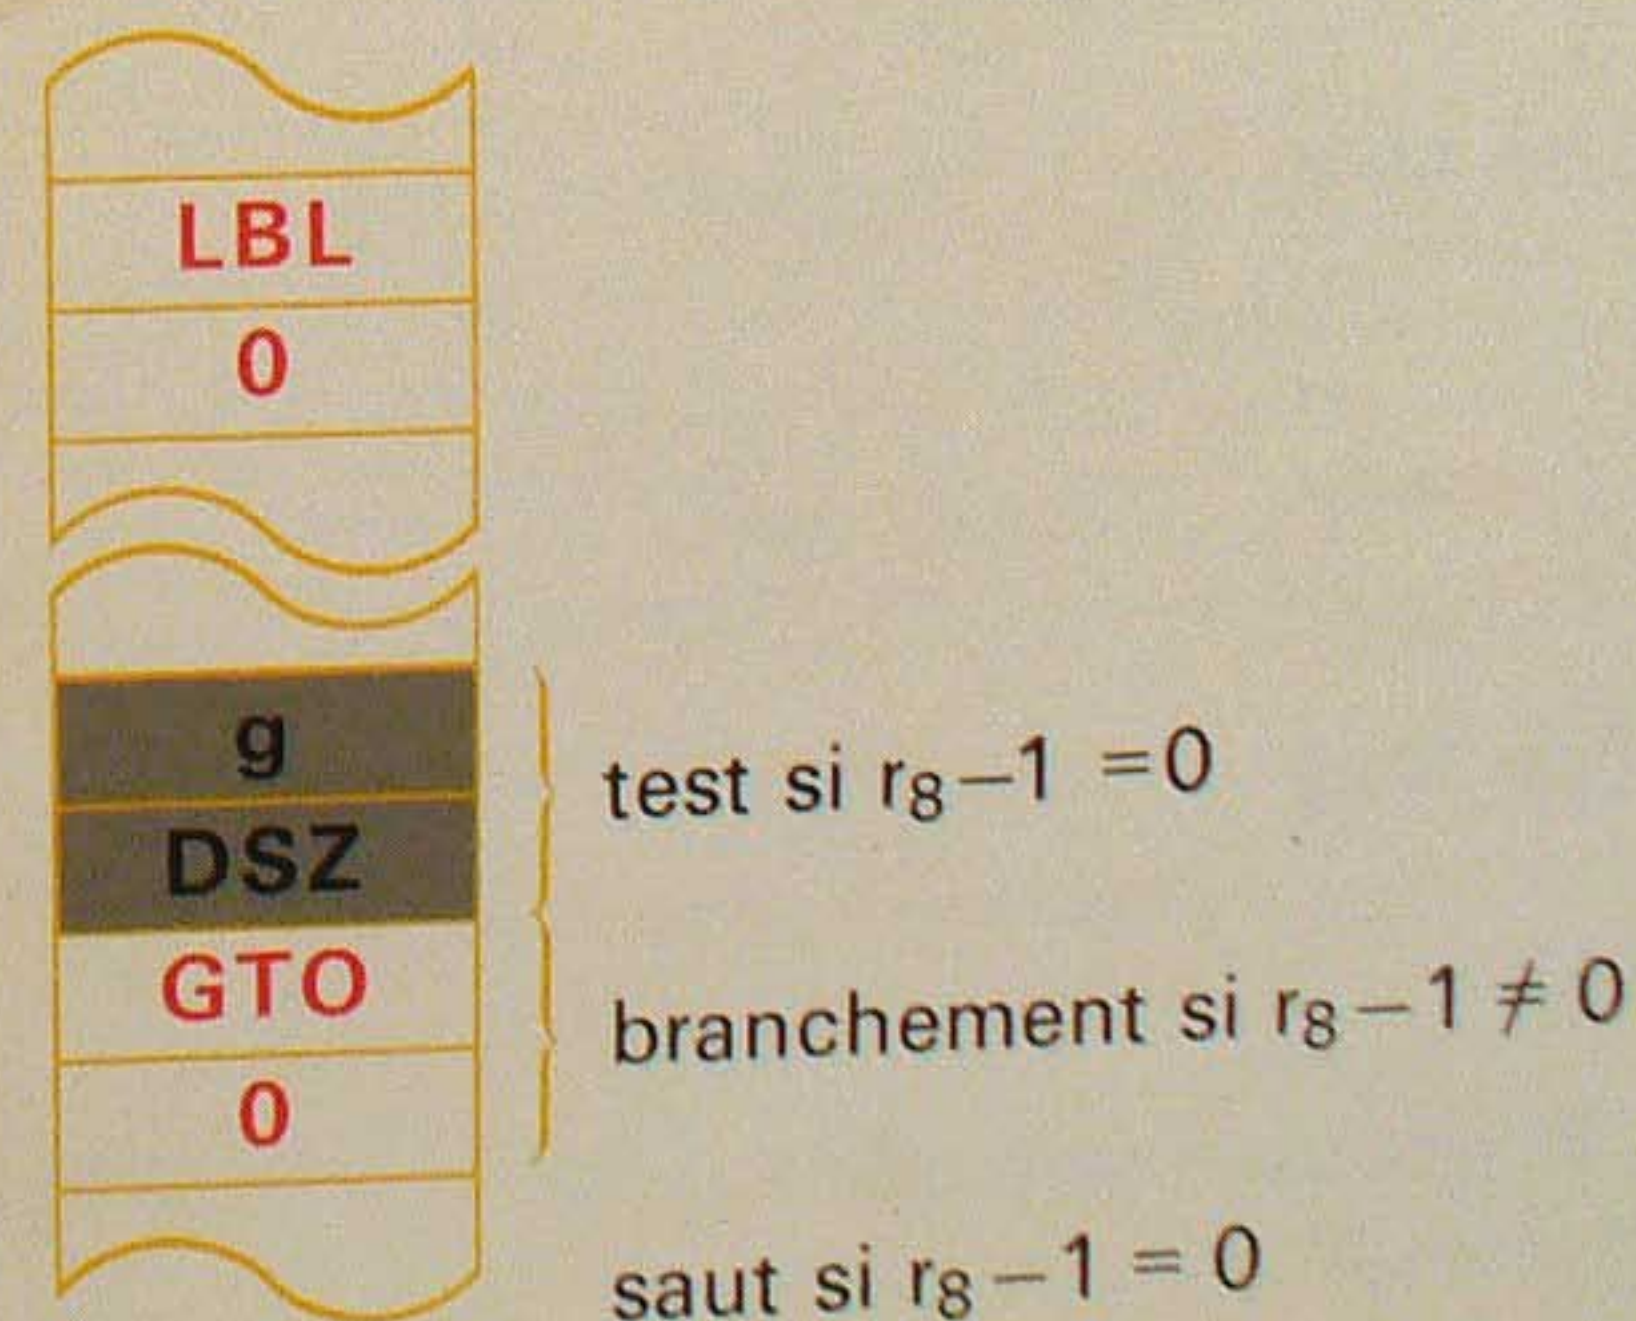 LBL
0
g
DSZ
test si r₈−1 =0
GTO
branchement si r₈−1 ≠ 0
0
saut si r₈−1 = 0